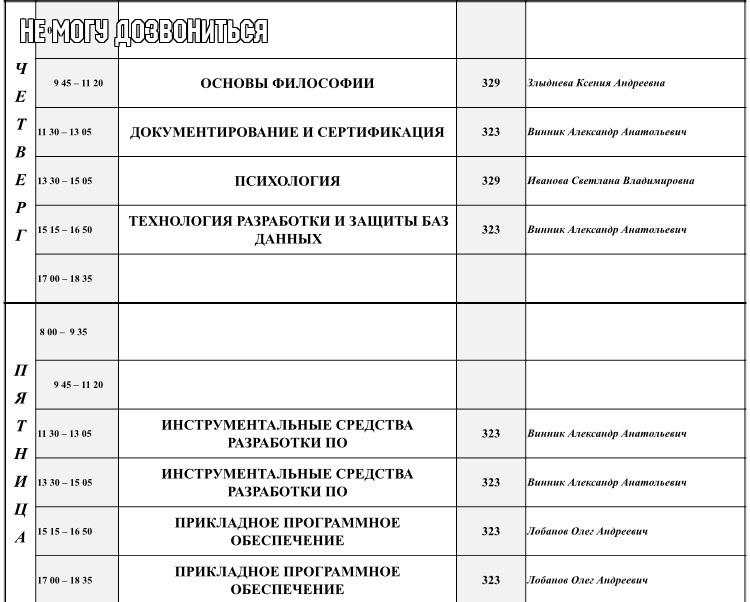 НЕ МОГУ ДОЗВОНИТЬСЯ
ЧЕТВЕРГ
9 45 – 11 20 ОСНОВЫ ФИЛОСОФИИ 329 Злыднева Ксения Андреевна
11 30 – 13 05 ДОКУМЕНТИРОВАНИЕ И СЕРТИФИКАЦИЯ 323 Винник Александр Анатольевич
13 30 – 15 05 ПСИХОЛОГИЯ 329 Иванова Светлана Владимировна
15 15 – 16 50 ТЕХНОЛОГИЯ РАЗРАБОТКИ И ЗАЩИТЫ БАЗ
ДАННЫХ 323 Винник Александр Анатольевич
17 00 – 18 35
ПЯТНИЦА
8 00 – 9 35
9 45 – 11 20
11 30 – 13 05 ИНСТРУМЕНТАЛЬНЫЕ СРЕДСТВА
РАЗРАБОТКИ ПО 323 Винник Александр Анатольевич
13 30 – 15 05 ИНСТРУМЕНТАЛЬНЫЕ СРЕДСТВА
РАЗРАБОТКИ ПО 323 Винник Александр Анатольевич
15 15 – 16 50 ПРИКЛАДНОЕ ПРОГРАММНОЕ
ОБЕСПЕЧЕНИЕ 323 Лобанов Олег Андреевич
17 00 – 18 35 ПРИКЛАДНОЕ ПРОГРАММНОЕ
ОБЕСПЕЧЕНИЕ 323 Лобанов Олег Андреевич